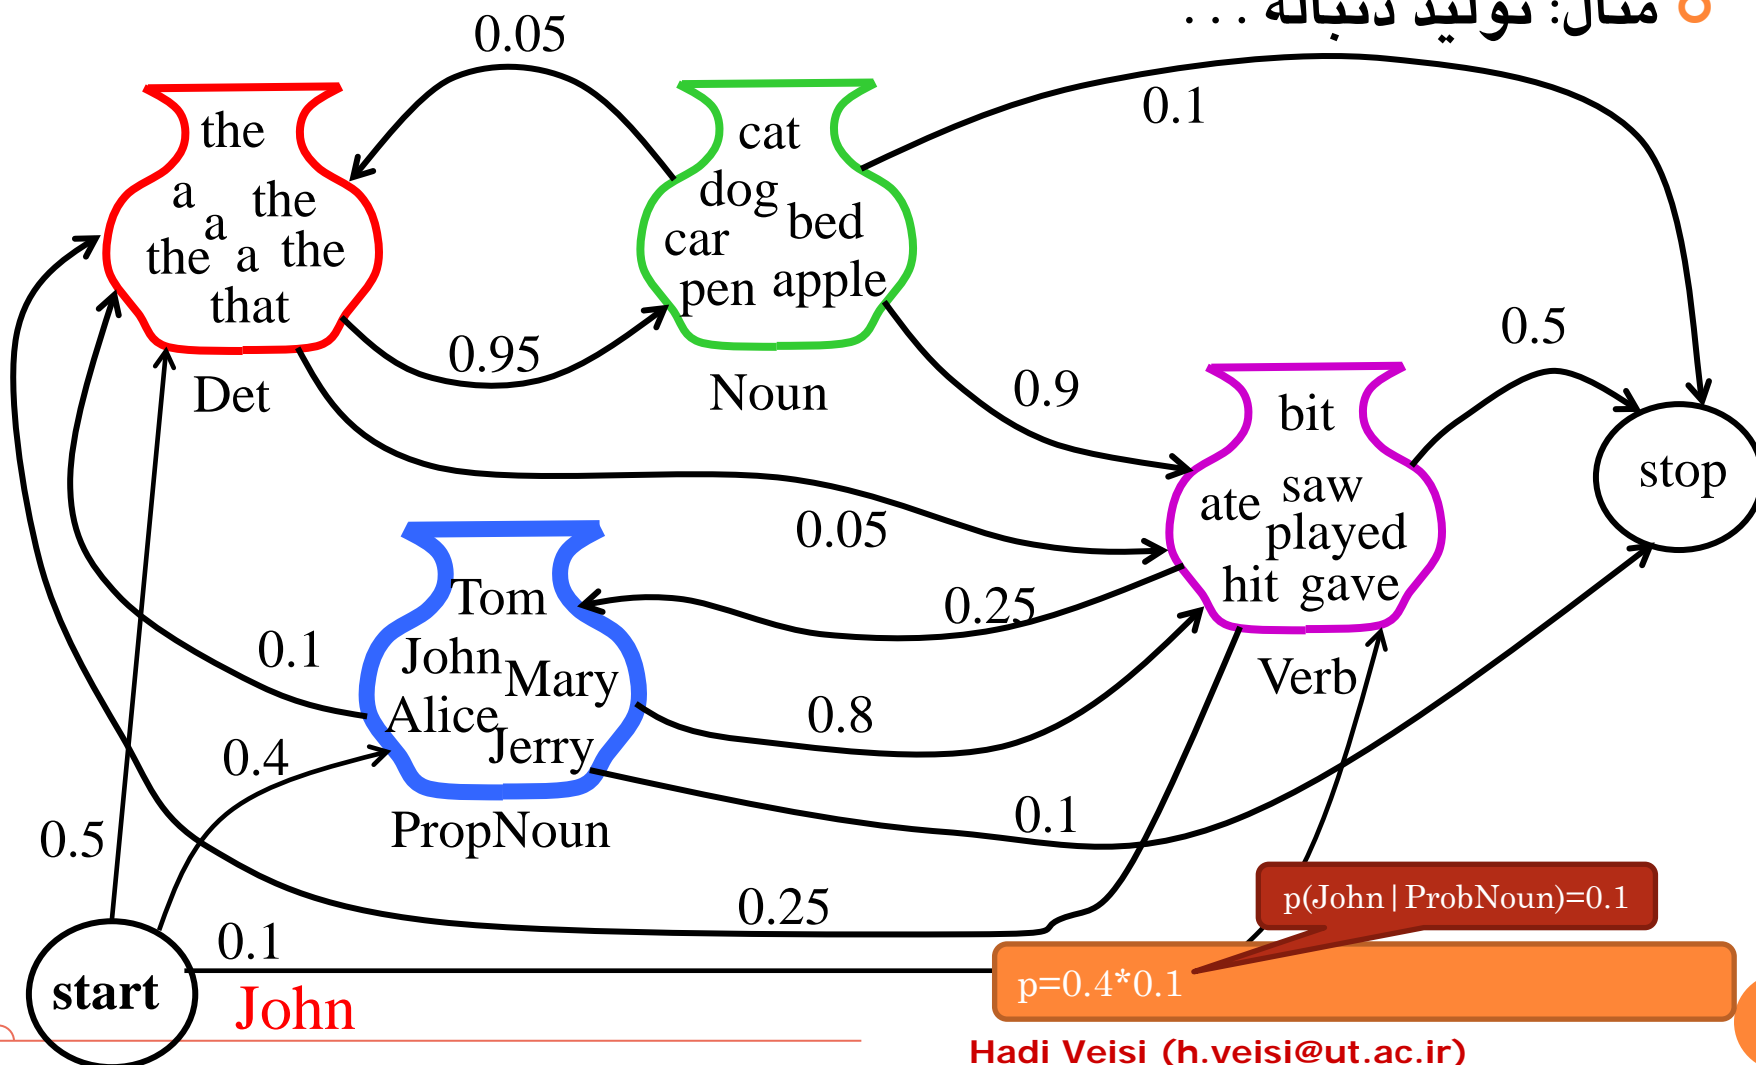 مثال: تولید دنباله ...
0.05
0.1
the
a
the
a
the
a
the
that
Det
0.95
cat
dog
bed
car
pen
apple
Noun
0.9
0.5
bit
saw
ate
played
hit
gave
Verb
stop
0.05
0.25
Tom
John
Mary
Alice
Jerry
PropNoun
0.1
0.8
0.4
0.1
0.5
0.25
0.1
start
John
p(John|ProbNoun)=0.1
p=0.4*0.1
Hadi Veisi (h.veisi@ut.ac.ir)